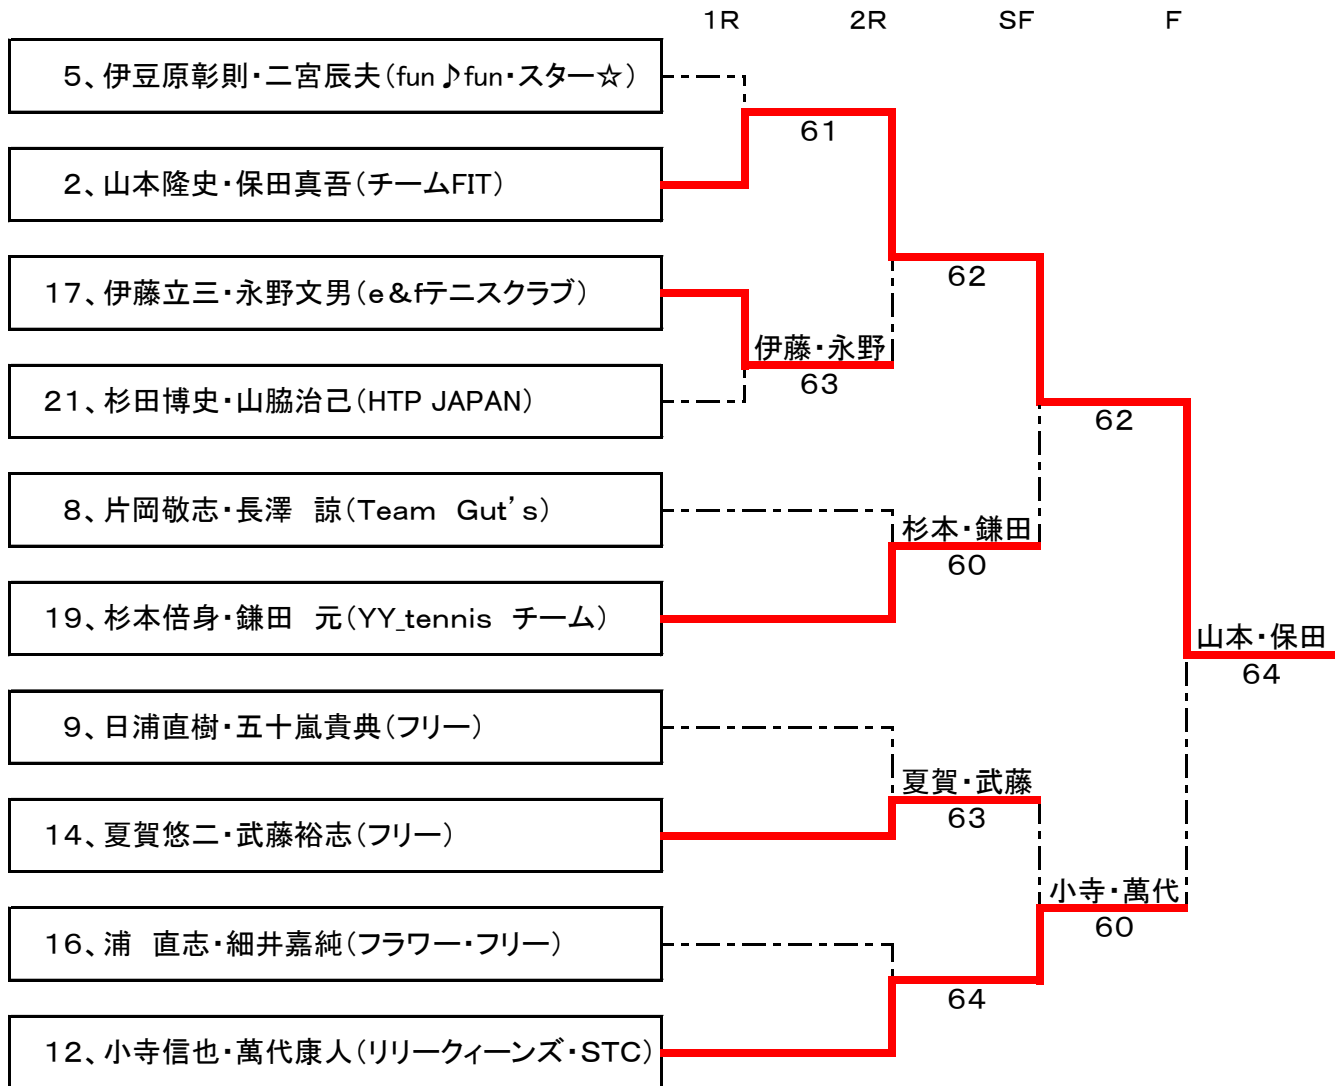 1R 2R SF F
5、伊豆原彰則・二宮辰夫(fun♪fun・スター☆)
61
2、山本隆史・保田真吾(チームFIT)
62
17、伊藤立三・永野文男(e&fテニスクラブ)
伊藤・永野
63
21、杉田博史・山脇治己(HTP JAPAN)
62
8、片岡敬志・長澤 諒(Team Gut's)
杉本・鎌田
60
19、杉本倍身・鎌田 元(YY_tennis チーム)
山本・保田
64
9、日浦直樹・五十嵐貴典(フリー)
夏賀・武藤
63
14、夏賀悠二・武藤裕志(フリー)
小寺・萬代
60
16、浦 直志・細井嘉純(フラワー・フリー)
64
12、小寺信也・萬代康人(リリークィーンズ・STC)